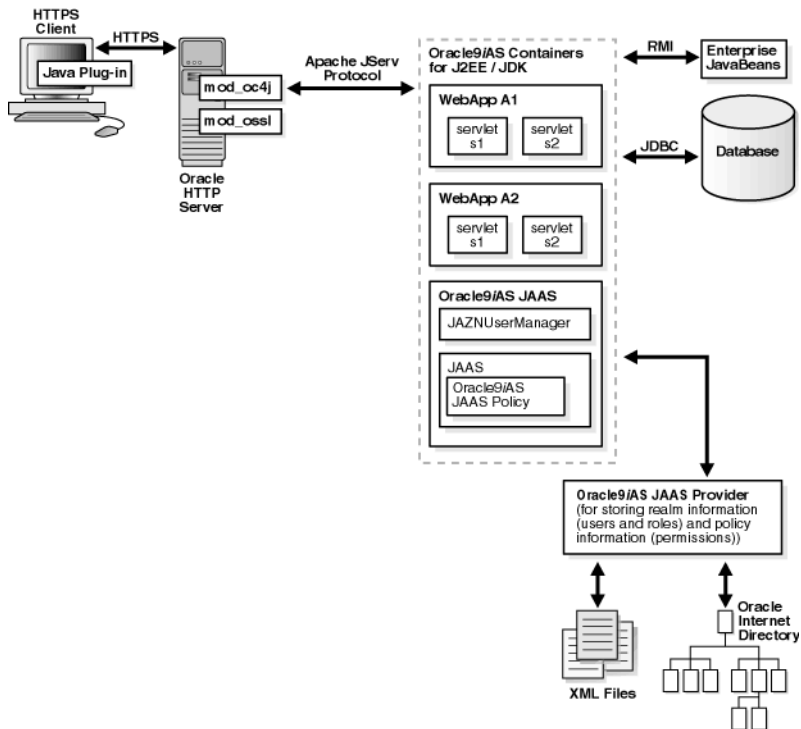 HTTPS
Client
HTTPS
Java Plug-in
mod_oc4j
mod_ossl
Oracle
HTTP
Server
Apache JServ
Protocol
Oracle9iAS Containers
for J2EE / JDK
WebApp A1
servlet
s1
servlet
s2
WebApp A2
servlet
s1
servlet
s2
Oracle9iAS JAAS
JAZNUserManager
JAAS
Oracle9iAS
JAAS Policy
RMI
Enterprise
JavaBeans
JDBC
Database
Oracle9iAS JAAS Provider
(for storing realm information
(users and roles) and policy
information (permissions))
XML Files
Oracle
Internet
Directory